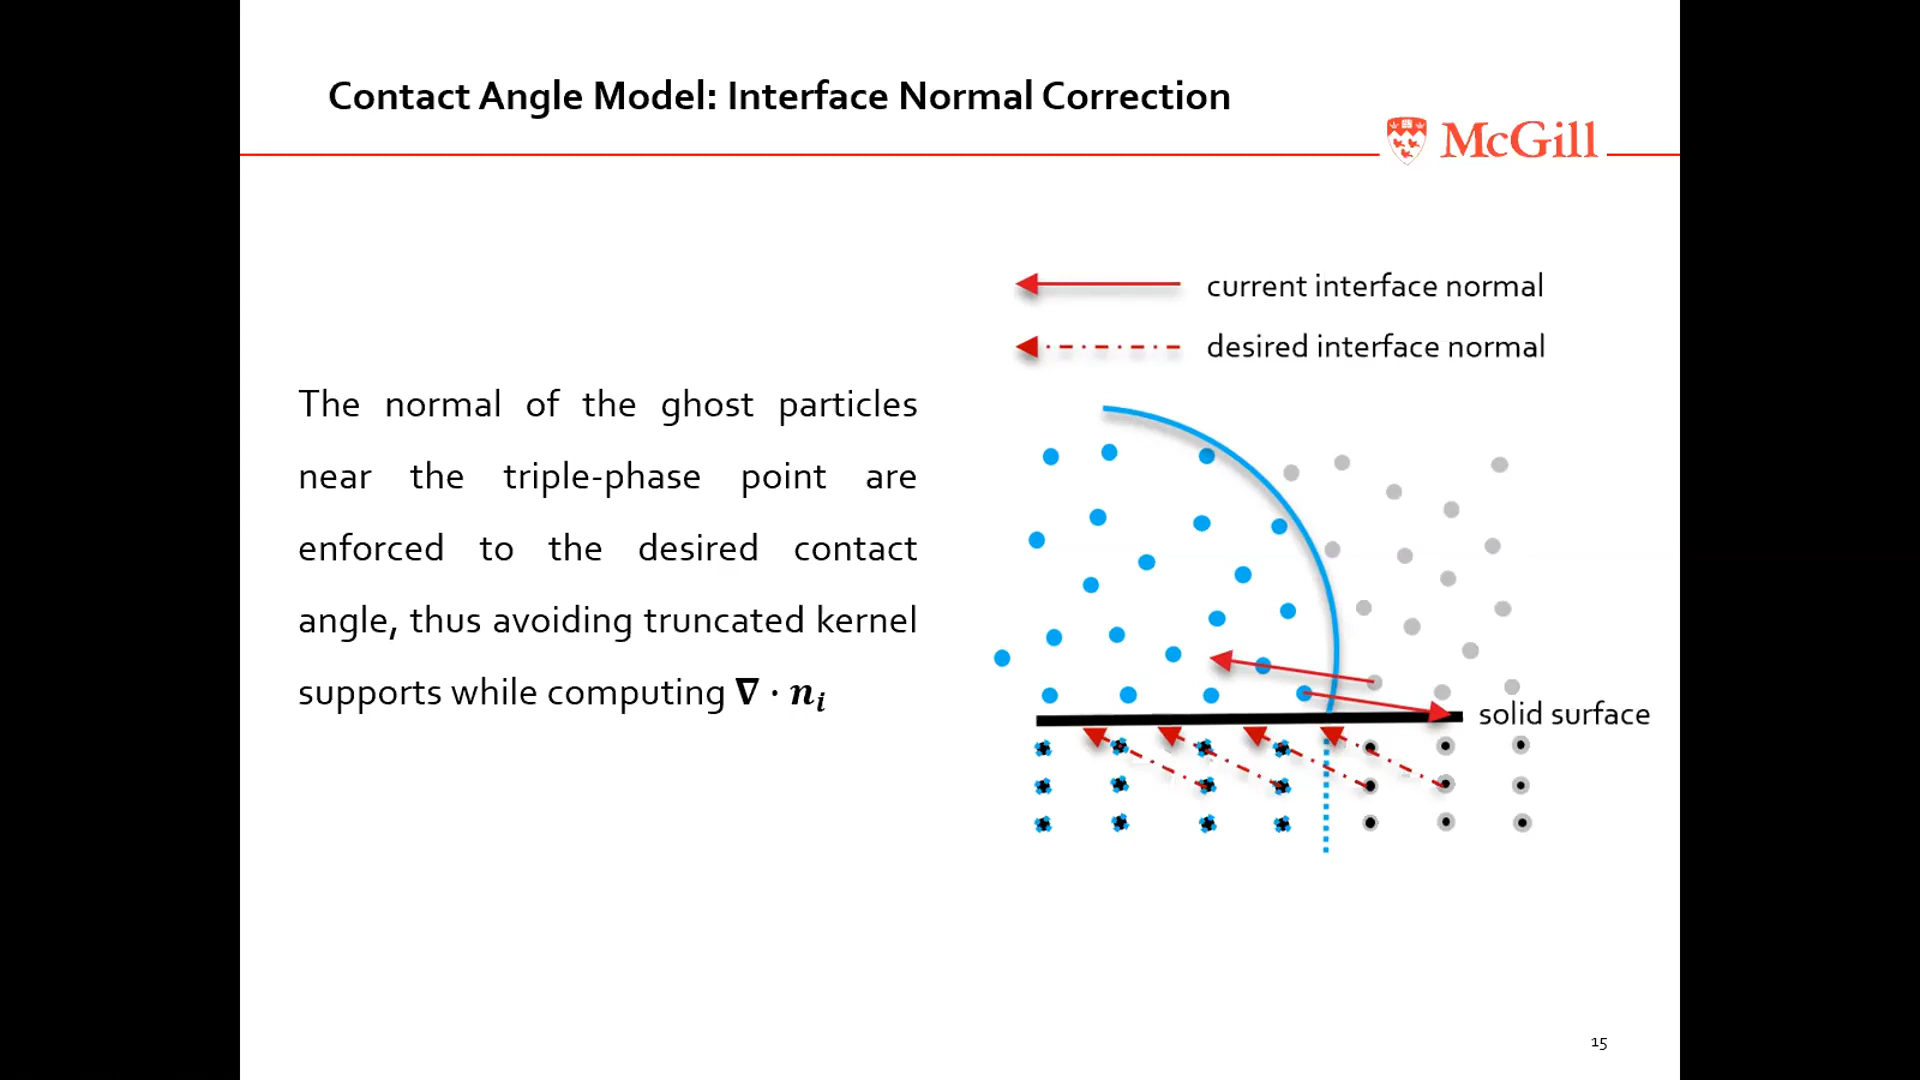 Contact Angle Model: Interface Normal Correction
McGill
current interface normal
desired interface normal
The normal of the ghost particles
near the triple-phase point are
enforced to the desired contact
angle, thus avoiding truncated kernel
supports while computing ∇ · nᵢ
solid surface
15